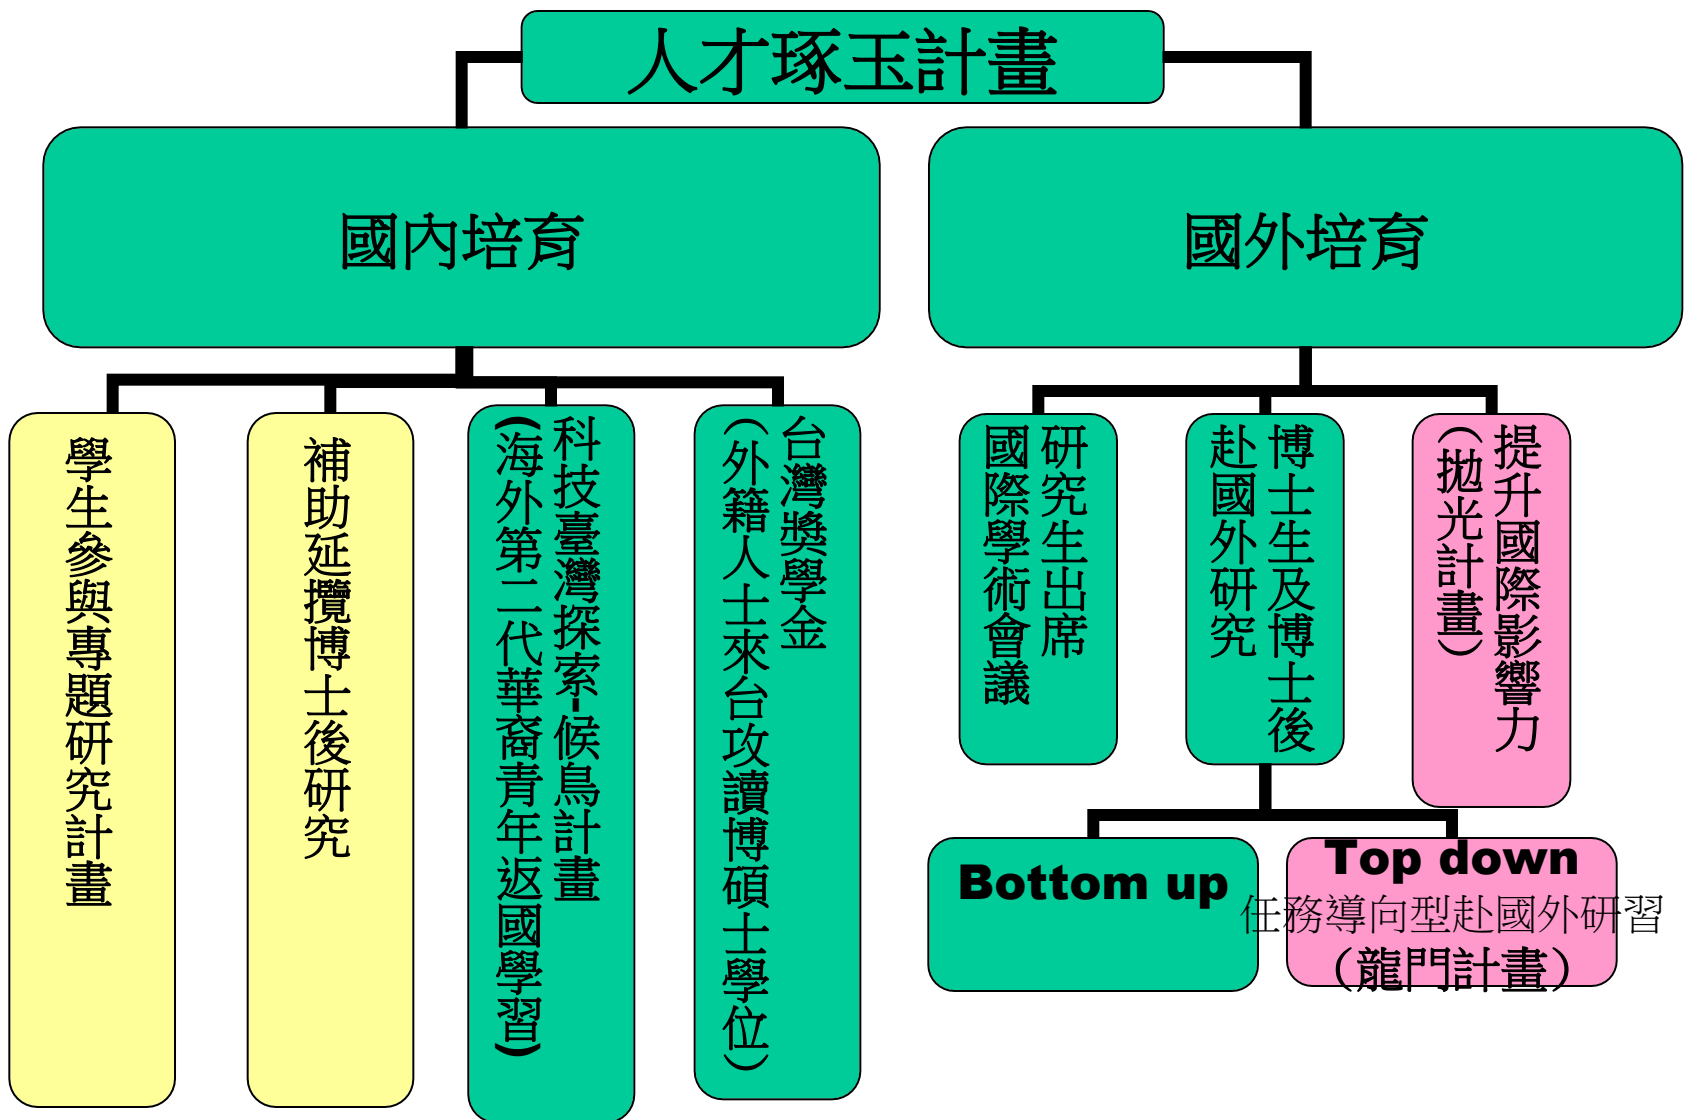 人才琢玉計畫
國內培育
國外培育
學生參與專題研究計畫
補助延攬博士後研究
科技臺灣探索-候鳥計畫
(海外第二代華裔青年返國學習)
台灣獎學金
（外籍人士來台攻讀博碩士學位）
研究生出席
國際學術會議
博士生及博士後
赴國外研究
提升國際影響力
（拋光計畫）
Bottom up
Top down
任務導向型赴國外研習
（龍門計畫）